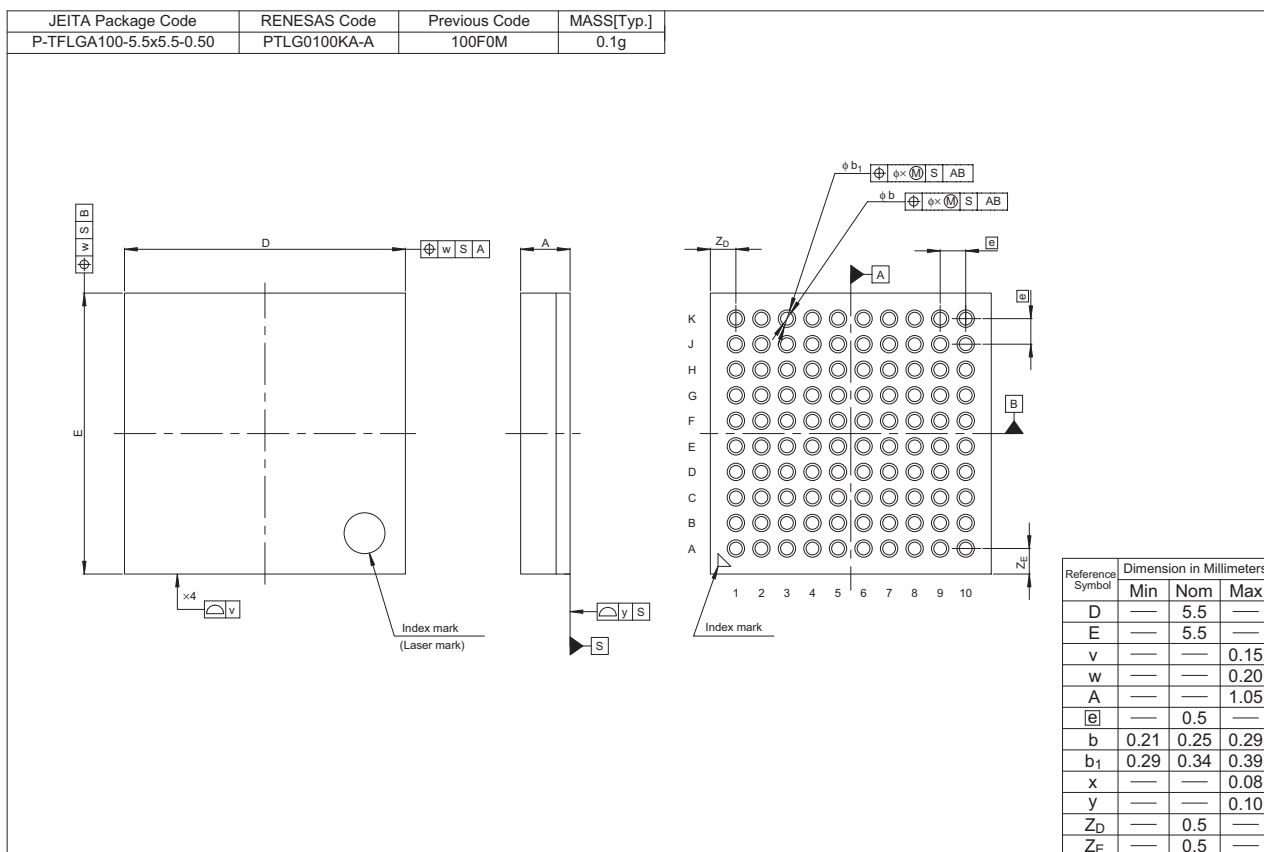 JEITA Package Code RENESAS Code Previous Code MASS[Typ.]
P-TFLGA100-5.5x5.5-0.50 PTLG0100KA-A 100F0M 0.1g
φ b1 φ× M S AB
φ b φ× M S AB
w S B
D
w S A
A
ZD
A
e
e
E
B
K
J
H
G
F
E
D
C
B
A
ZE
1 2 3 4 5 6 7 8 9 10
×4
v
Index mark
(Laser mark)
y S
S
Index mark
Reference Symbol Dimension in Millimeters
Min Nom Max
D — 5.5 —
E — 5.5 —
v — — 0.15
w — — 0.20
A — — 1.05
e — 0.5 —
b 0.21 0.25 0.29
b1 0.29 0.34 0.39
x — — 0.08
y — — 0.10
ZD — 0.5 —
ZE — 0.5 —